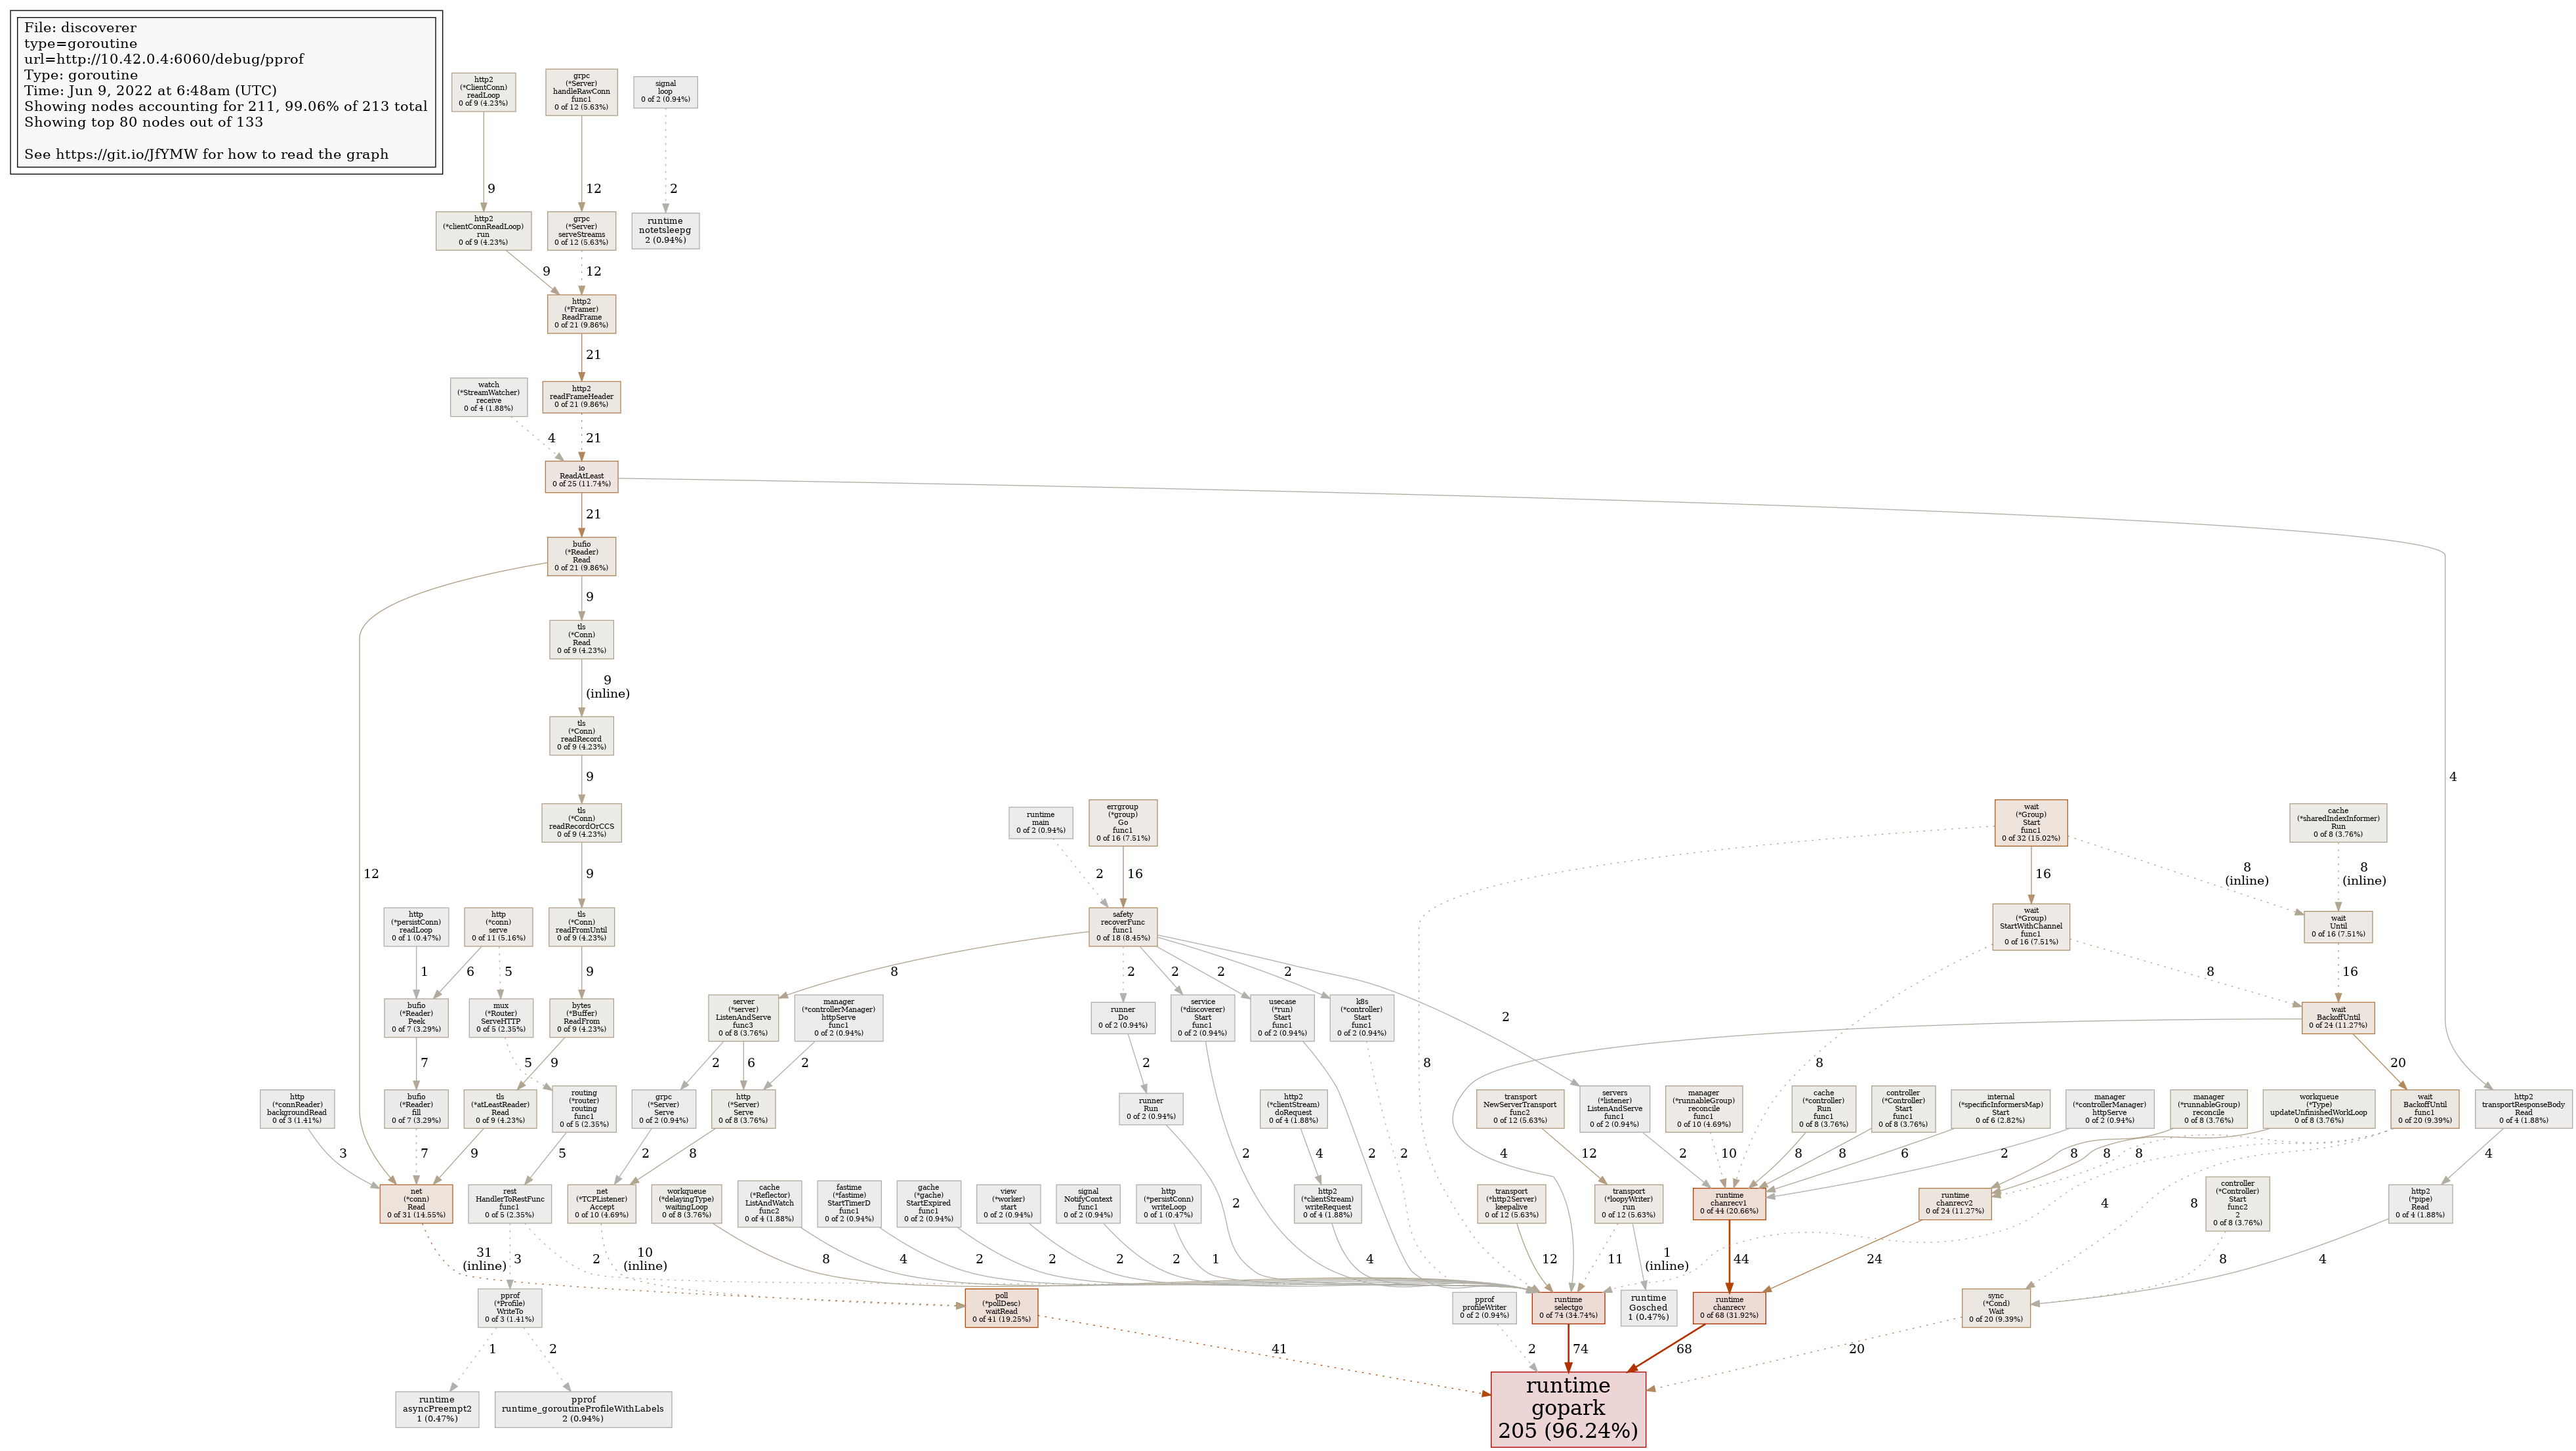 File: discoverer
type=goroutine
url=http://10.42.0.4:6060/debug/pprof
Type: goroutine
Time: Jun 9, 2022 at 6:48am (UTC)
Showing nodes accounting for 211, 99.06% of 213 total
Showing top 80 nodes out of 133
See https://git.io/JfYMW for how to read the graph
http2
(*ClientConn)
readLoop
0 of 9 (4.23%)
grpc
(*Server)
handleRawConn
func1
0 of 12 (5.63%)
signal
loop
0 of 2 (0.94%)
9
12
2
http2
(*clientConnReadLoop)
run
0 of 9 (4.23%)
grpc
(*Server)
serveStreams
0 of 12 (5.63%)
runtime
notetsleepg
2 (0.94%)
9
12
http2
(*Framer)
ReadFrame
0 of 21 (9.86%)
21
watch
(*StreamWatcher)
receive
0 of 4 (1.88%)
http2
readFrameHeader
0 of 21 (9.86%)
4
21
io
ReadAtLeast
0 of 25 (11.74%)
21
bufio
(*Reader)
Read
0 of 21 (9.86%)
9
tls
(*Conn)
Read
0 of 9 (4.23%)
9
(inline)
tls
(*Conn)
readRecord
0 of 9 (4.23%)
9
4
tls
(*Conn)
readRecordOrCCS
0 of 9 (4.23%)
runtime
main
0 of 2 (0.94%)
errgroup
(*group)
Go
func1
0 of 16 (7.51%)
wait
(*Group)
Start
func1
0 of 32 (15.02%)
cache
(*sharedIndexInformer)
Run
0 of 8 (3.76%)
12
9
2
16
16
8
(inline)
8
(inline)
http
(*persistConn)
readLoop
0 of 1 (0.47%)
http
(*conn)
serve
0 of 11 (5.16%)
tls
(*Conn)
readFromUntil
0 of 9 (4.23%)
safety
recoverFunc
func1
0 of 18 (8.45%)
wait
(*Group)
StartWithChannel
func1
0 of 16 (7.51%)
wait
Until
0 of 16 (7.51%)
1
6
5
9
8
2
2
2
2
2
8
16
bufio
(*Reader)
Peek
0 of 7 (3.29%)
mux
(*Router)
ServeHTTP
0 of 5 (2.35%)
bytes
(*Buffer)
ReadFrom
0 of 9 (4.23%)
server
(*server)
ListenAndServe
func3
0 of 8 (3.76%)
manager
(*controllerManager)
httpServe
func1
0 of 2 (0.94%)
runner
Do
0 of 2 (0.94%)
service
(*discoverer)
Start
func1
0 of 2 (0.94%)
usecase
(*run)
Start
func1
0 of 2 (0.94%)
k8s
(*controller)
Start
func1
0 of 2 (0.94%)
wait
BackoffUntil
0 of 24 (11.27%)
7
5
9
2
6
2
2
8
8
20
http
(*connReader)
backgroundRead
0 of 3 (1.41%)
bufio
(*Reader)
fill
0 of 7 (3.29%)
tls
(*atLeastReader)
Read
0 of 9 (4.23%)
routing
(*router)
routing
func1
0 of 5 (2.35%)
grpc
(*Server)
Serve
0 of 2 (0.94%)
http
(*Server)
Serve
0 of 8 (3.76%)
runner
Run
0 of 2 (0.94%)
http2
(*clientStream)
doRequest
0 of 4 (1.88%)
transport
NewServerTransport
func2
0 of 12 (5.63%)
servers
(*listener)
ListenAndServe
func1
0 of 2 (0.94%)
manager
(*runnableGroup)
reconcile
func1
0 of 10 (4.69%)
cache
(*controller)
Run
func1
0 of 8 (3.76%)
controller
(*Controller)
Start
func1
0 of 8 (3.76%)
internal
(*specificInformersMap)
Start
0 of 6 (2.82%)
manager
(*controllerManager)
httpServe
0 of 2 (0.94%)
manager
(*runnableGroup)
reconcile
0 of 8 (3.76%)
workqueue
(*Type)
updateUnfinishedWorkLoop
0 of 8 (3.76%)
wait
BackoffUntil
func1
0 of 20 (9.39%)
http2
transportResponseBody
Read
0 of 4 (1.88%)
3
7
9
5
2
8
2
4
2
2
4
12
2
10
8
8
6
2
8
8
8
4
net
(*conn)
Read
0 of 31 (14.55%)
rest
HandlerToRestFunc
func1
0 of 5 (2.35%)
net
(*TCPListener)
Accept
0 of 10 (4.69%)
workqueue
(*delayingType)
waitingLoop
0 of 8 (3.76%)
cache
(*Reflector)
ListAndWatch
func2
0 of 4 (1.88%)
fastime
(*fastime)
StartTimerD
func1
0 of 2 (0.94%)
gache
(*gache)
StartExpired
func1
0 of 2 (0.94%)
view
(*worker)
start
0 of 2 (0.94%)
signal
NotifyContext
func1
0 of 2 (0.94%)
http
(*persistConn)
writeLoop
0 of 1 (0.47%)
http2
(*clientStream)
writeRequest
0 of 4 (1.88%)
transport
(*http2Server)
keepalive
0 of 12 (5.63%)
transport
(*loopyWriter)
run
0 of 12 (5.63%)
runtime
chanrecv1
0 of 44 (20.66%)
runtime
chanrecv2
0 of 24 (11.27%)
controller
(*Controller)
Start
func2
2
0 of 8 (3.76%)
http2
(*pipe)
Read
0 of 4 (1.88%)
31
(inline)
3
2
10
(inline)
8
4
2
2
2
2
1
2
4
12
11
1
(inline)
44
24
4
8
8
4
pprof
(*Profile)
WriteTo
0 of 3 (1.41%)
poll
(*pollDesc)
waitRead
0 of 41 (19.25%)
pprof
profileWriter
0 of 2 (0.94%)
runtime
selectgo
0 of 74 (34.74%)
runtime
Gosched
1 (0.47%)
runtime
chanrecv
0 of 68 (31.92%)
sync
(*Cond)
Wait
0 of 20 (9.39%)
1
2
41
2
74
68
20
runtime
asyncPreempt2
1 (0.47%)
pprof
runtime_goroutineProfileWithLabels
2 (0.94%)
runtime
gopark
205 (96.24%)